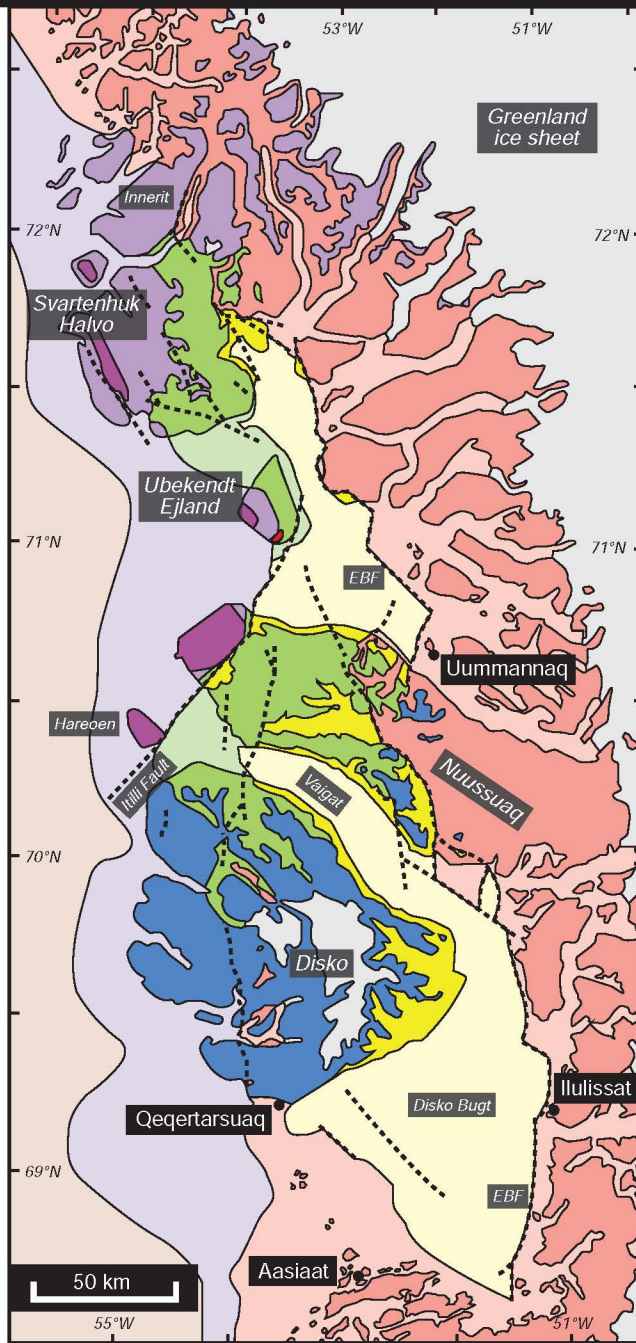 53°W
51°W
Greenland
ice sheet
Innerit
72°N
72°N
Svartenhuk
Halvo
Ubekendt
Ejland
71°N
71°N
EBF
Uummannaq
Hareoen
Itilli Fault
Vaigat
Nuussuaq
70°N
70°N
Disko
Qeqertarsuaq
Disko Bugt
Ilulissat
69°N
EBF
Aasiaat
50 km
55°W
51°W